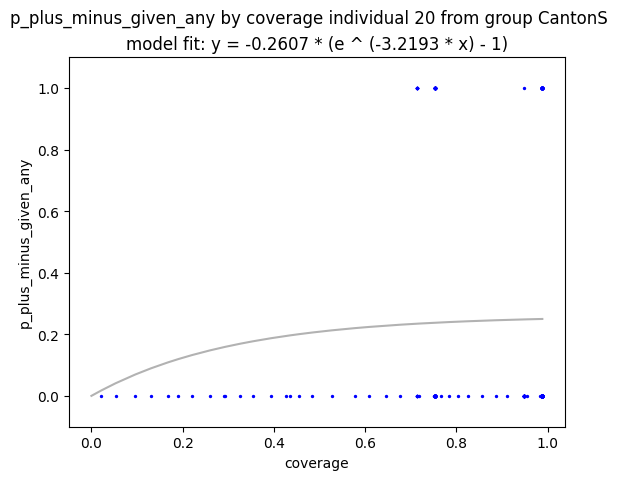 p_plus_minus_given_any by coverage individual 20 from group CantonS
model fit: y = -0.2607 * (e ^ (-3.2193 * x) - 1)
1.0
0.8
0.6
0.4
0.2
0.0
p_plus_minus_given_any
0.0 0.2 0.4 0.6 0.8 1.0
coverage